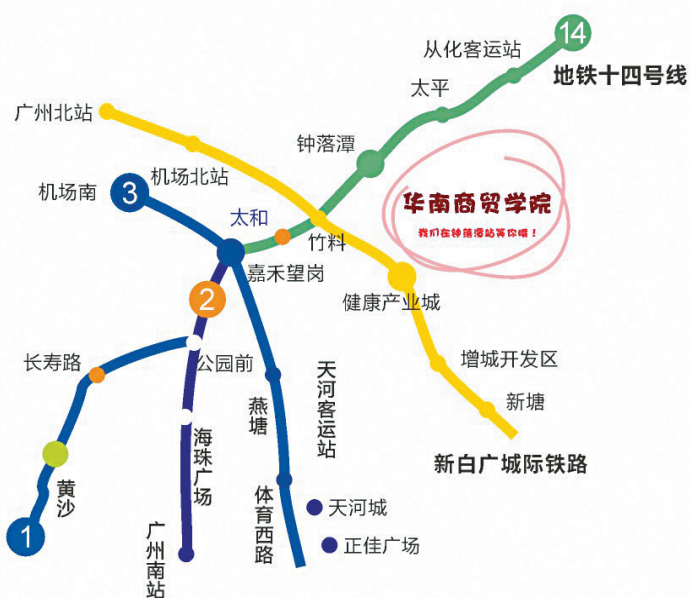 14
从化客运站
地铁十四号线
太平
广州北站
钟落潭
机场北站
机场南
3
华南商贸学院
我们在钟落潭站等你哦！
太和
竹料
嘉禾望岗
健康产业城
2
长寿路
公园前
增城开发区
天河客运站
燕塘
新塘
海珠广场
新白广城际铁路
黄沙
体育西路
天河城
1
广州南站
正佳广场